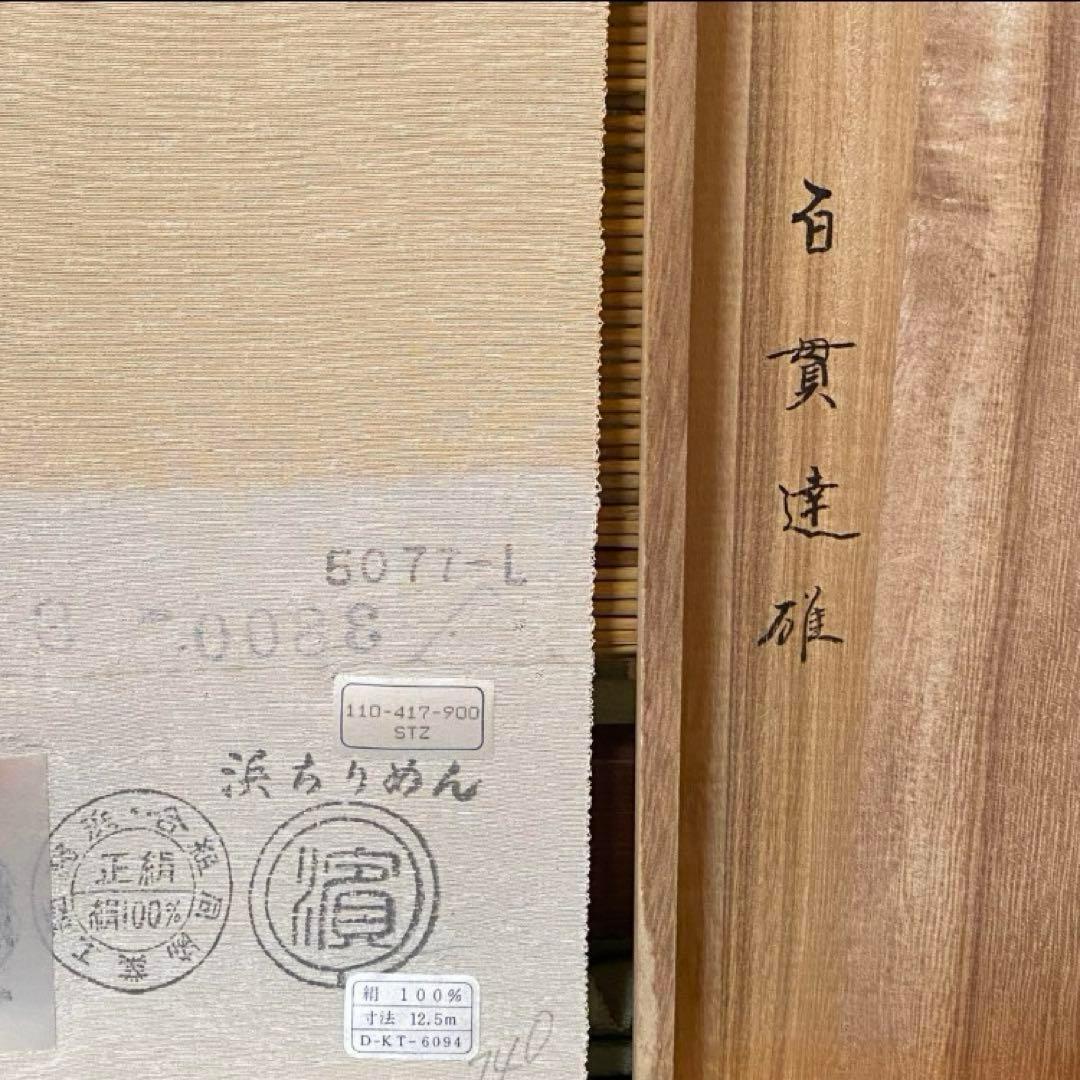 5077-L
110-417-900
STZ
浜ちりめん
正絹
絹100%
濱
絹 100%
寸法 12.5m
D-KT-6094
140
百貫達雄